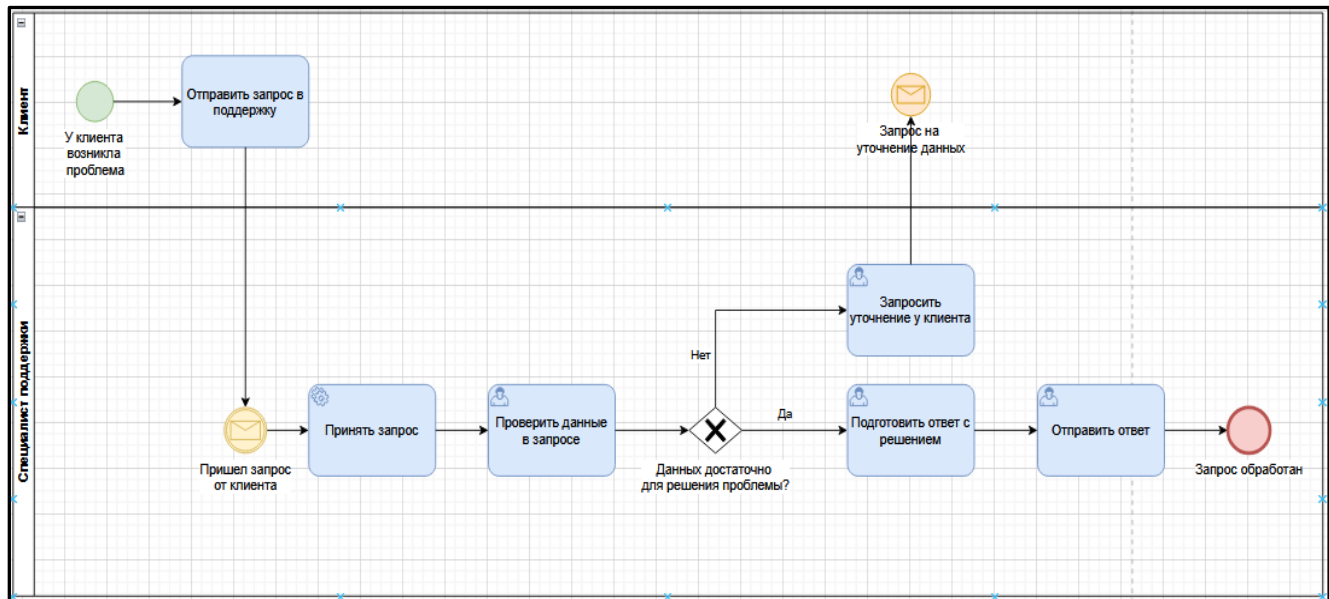 Клиент
У клиента
возникла
проблема
Отправить запрос в
поддержку
Запрос на
уточнение данных
Специалист поддержки
Пришел запрос
от клиента
Принять запрос
Проверить данные
в запросе
Данных достаточно
для решения проблемы?
Нет
Запросить
уточнение у клиента
Да
Подготовить ответ с
решением
Отправить ответ
Запрос обработан